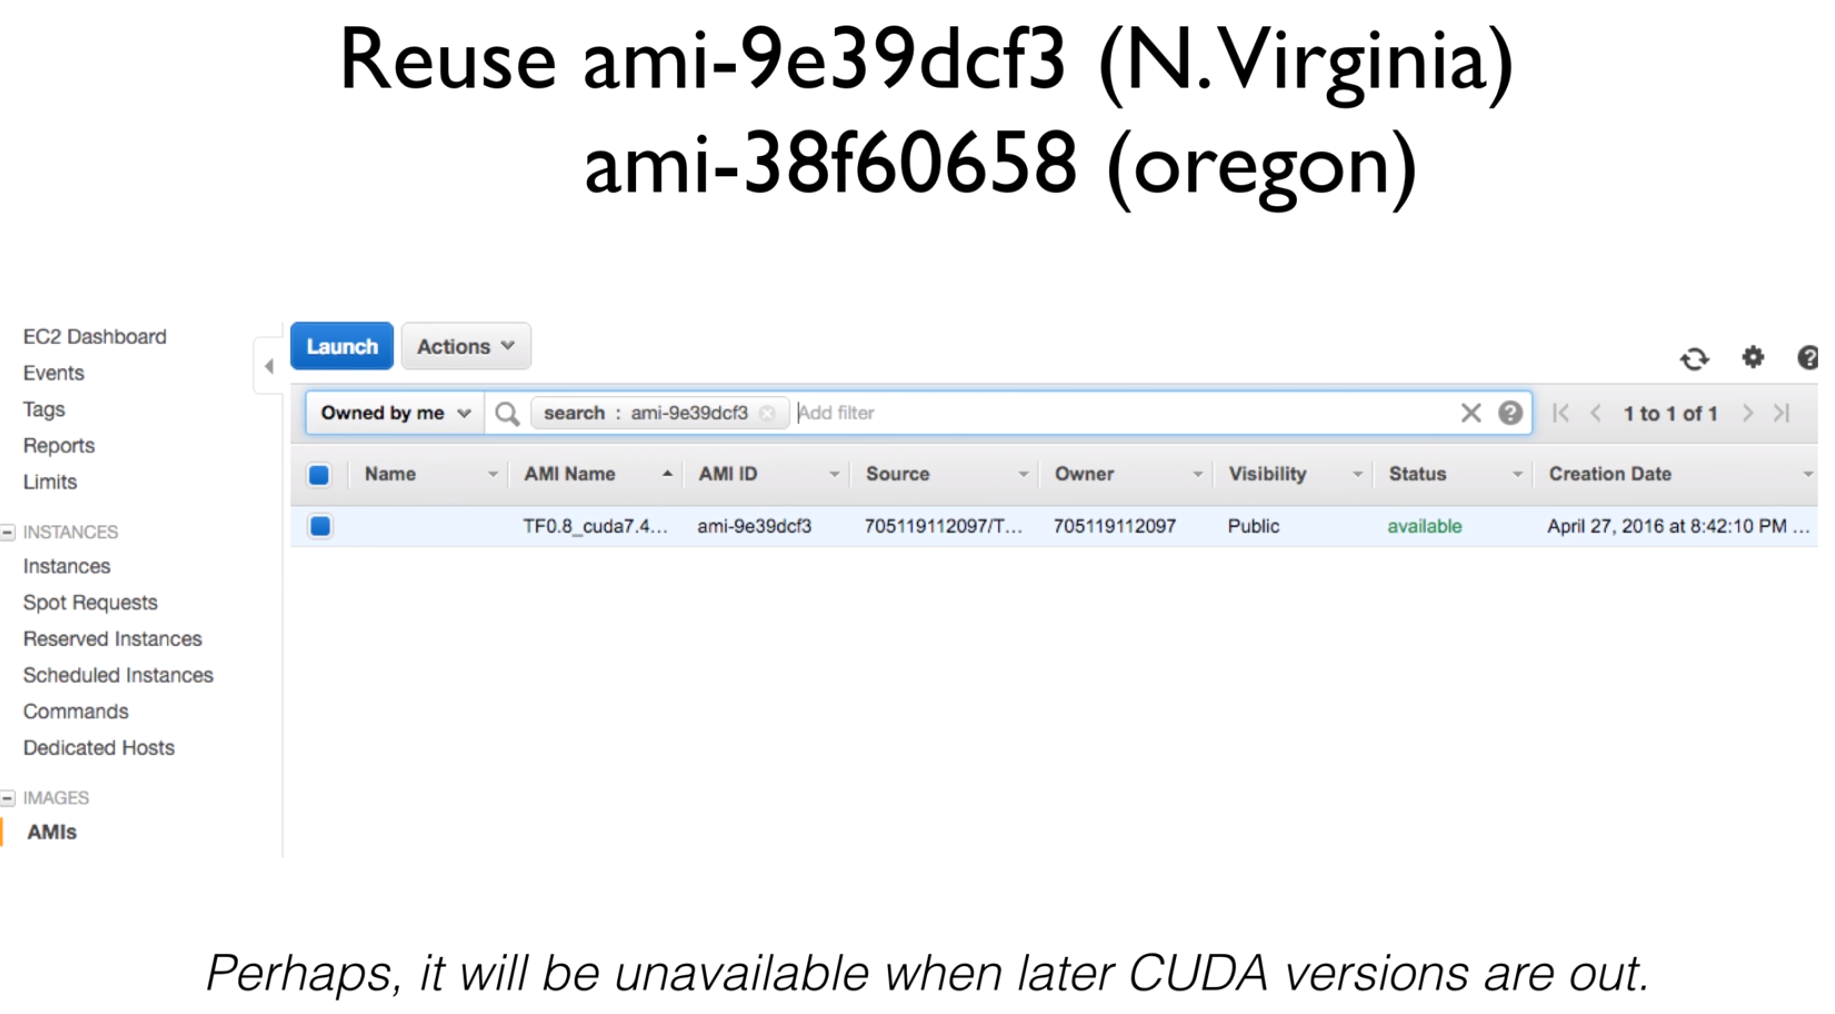 Reuse ami-9e39dcf3 (N. Virginia)
ami-38f60658 (oregon)
EC2 Dashboard
Events
Tags
Reports
Limits
INSTANCES
Instances
Spot Requests
Reserved Instances
Scheduled Instances
Commands
Dedicated Hosts
IMAGES
AMIs
Launch Actions
Owned by me search : ami-9e39dcf3 Add filter 1 to 1 of 1
Name AMI Name AMI ID Source Owner Visibility Status Creation Date
TF0.8_cuda7.4... ami-9e39dcf3 705119112097/T... 705119112097 Public available April 27, 2016 at 8:42:10 PM ...
Perhaps, it will be unavailable when later CUDA versions are out.